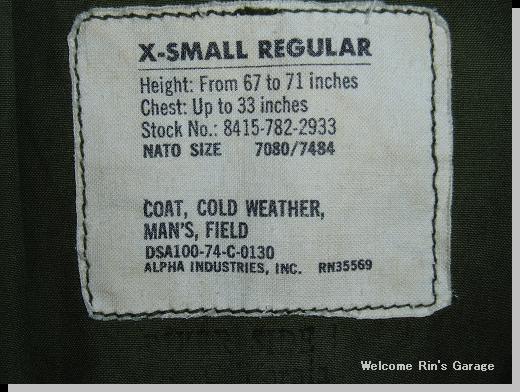 X-SMALL REGULAR
Height: From 67 to 71 inches
Chest: Up to 33 inches
Stock No.: 8415-782-2933
NATO SIZE 7080/7484
COAT, COLD WEATHER,
MAN'S, FIELD
DSA100-74-C-0130
ALPHA INDUSTRIES, INC. RN35569
Welcome Rin's Garage